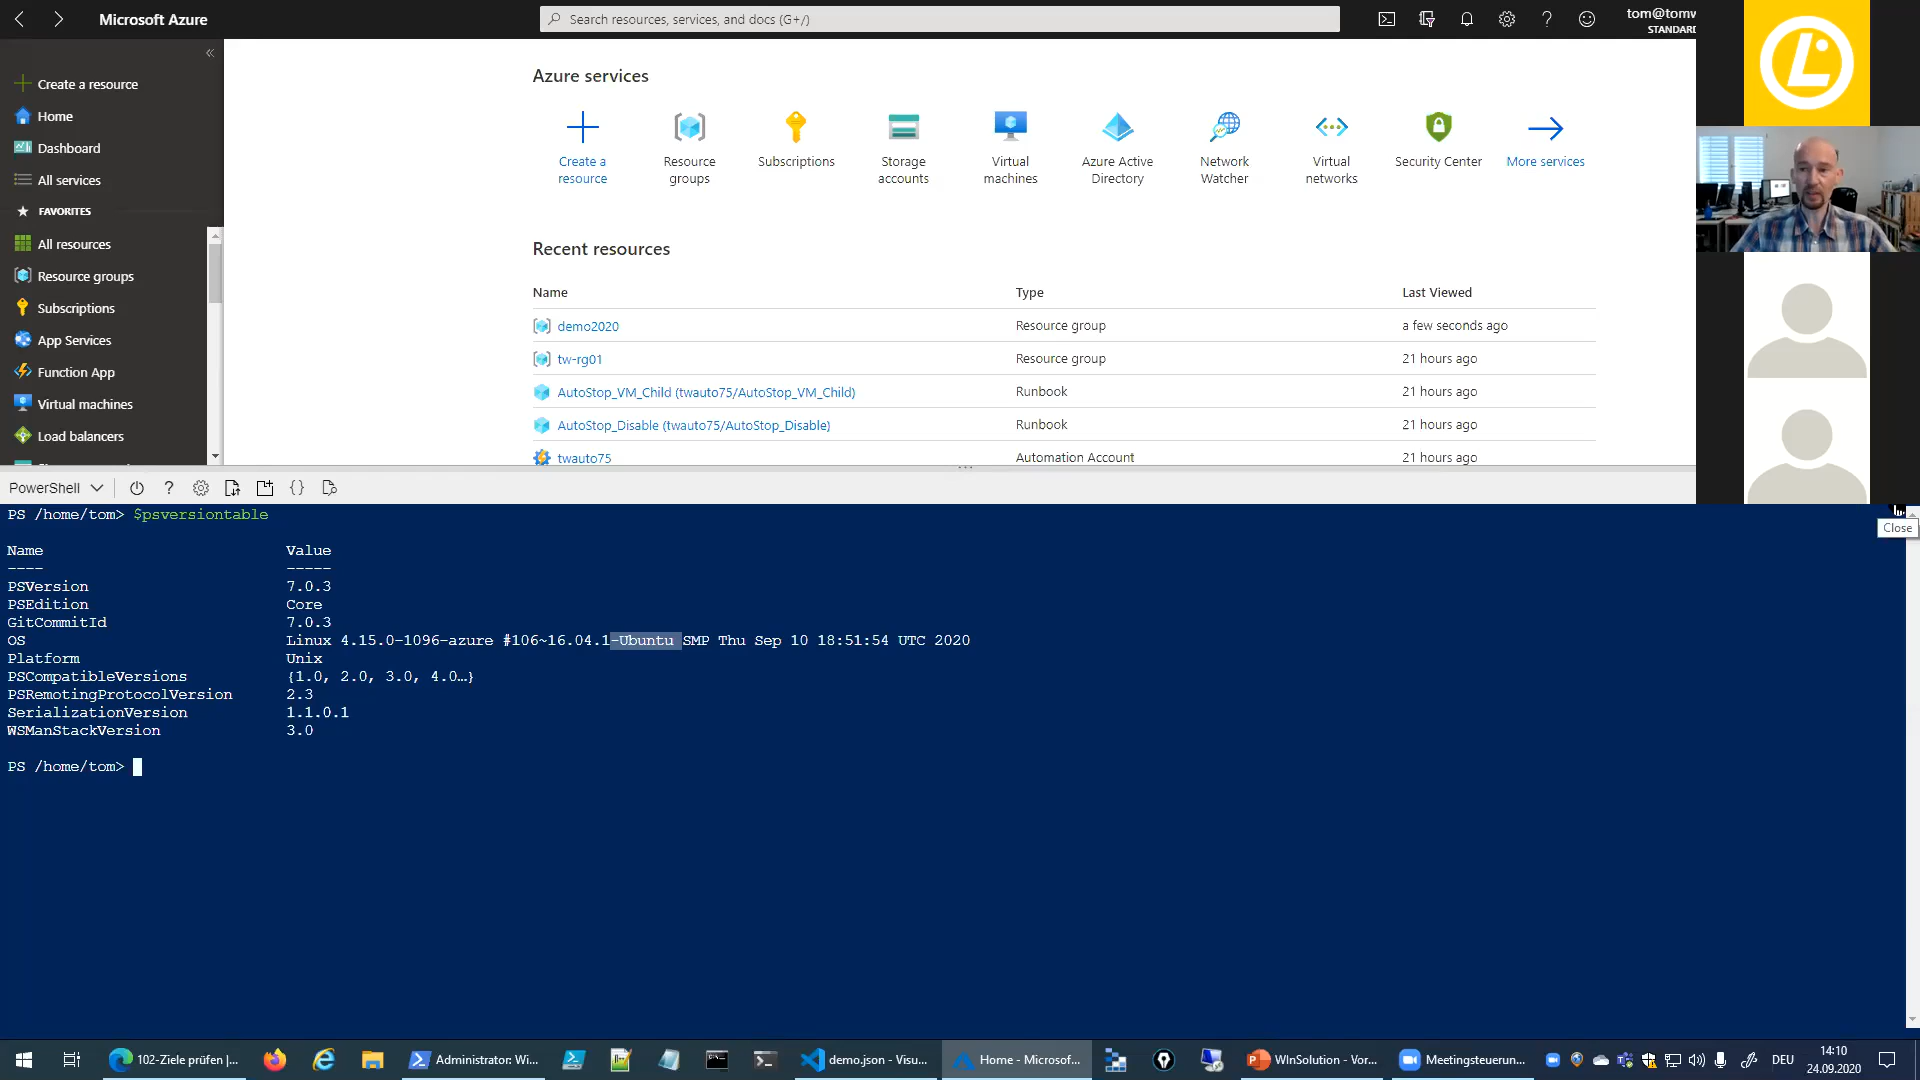 Microsoft Azure
Search resources, services, and docs (G+/)
tom@tomw
STANDARD
Create a resource
Home
Dashboard
All services
FAVORITES
All resources
Resource groups
Subscriptions
App Services
Function App
Virtual machines
Load balancers
Azure services
Create a resource
Resource groups
Subscriptions
Storage accounts
Virtual machines
Azure Active Directory
Network Watcher
Virtual networks
Security Center
More services
Recent resources
Name Type Last Viewed
demo2020 Resource group a few seconds ago
tw-rg01 Resource group 21 hours ago
AutoStop_VM_Child (twauto75/AutoStop_VM_Child) Runbook 21 hours ago
AutoStop_Disable (twauto75/AutoStop_Disable) Runbook 21 hours ago
twauto75 Automation Account 21 hours ago
PowerShell
Close
PS /home/tom> $psversiontable
Name Value
---- -----
PSVersion 7.0.3
PSEdition Core
GitCommitId 7.0.3
OS Linux 4.15.0-1096-azure #106~16.04.1-Ubuntu SMP Thu Sep 10 18:51:54 UTC 2020
Platform Unix
PSCompatibleVersions {1.0, 2.0, 3.0, 4.0…}
PSRemotingProtocolVersion 2.3
SerializationVersion 1.1.0.1
WSManStackVersion 3.0
PS /home/tom>
102-Ziele prüfen |...
Administrator: Wi...
demo.json - Visu...
Home - Microsof...
WInSolution - Vor...
Meetingsteuerun...
DEU
14:10
24.09.2020